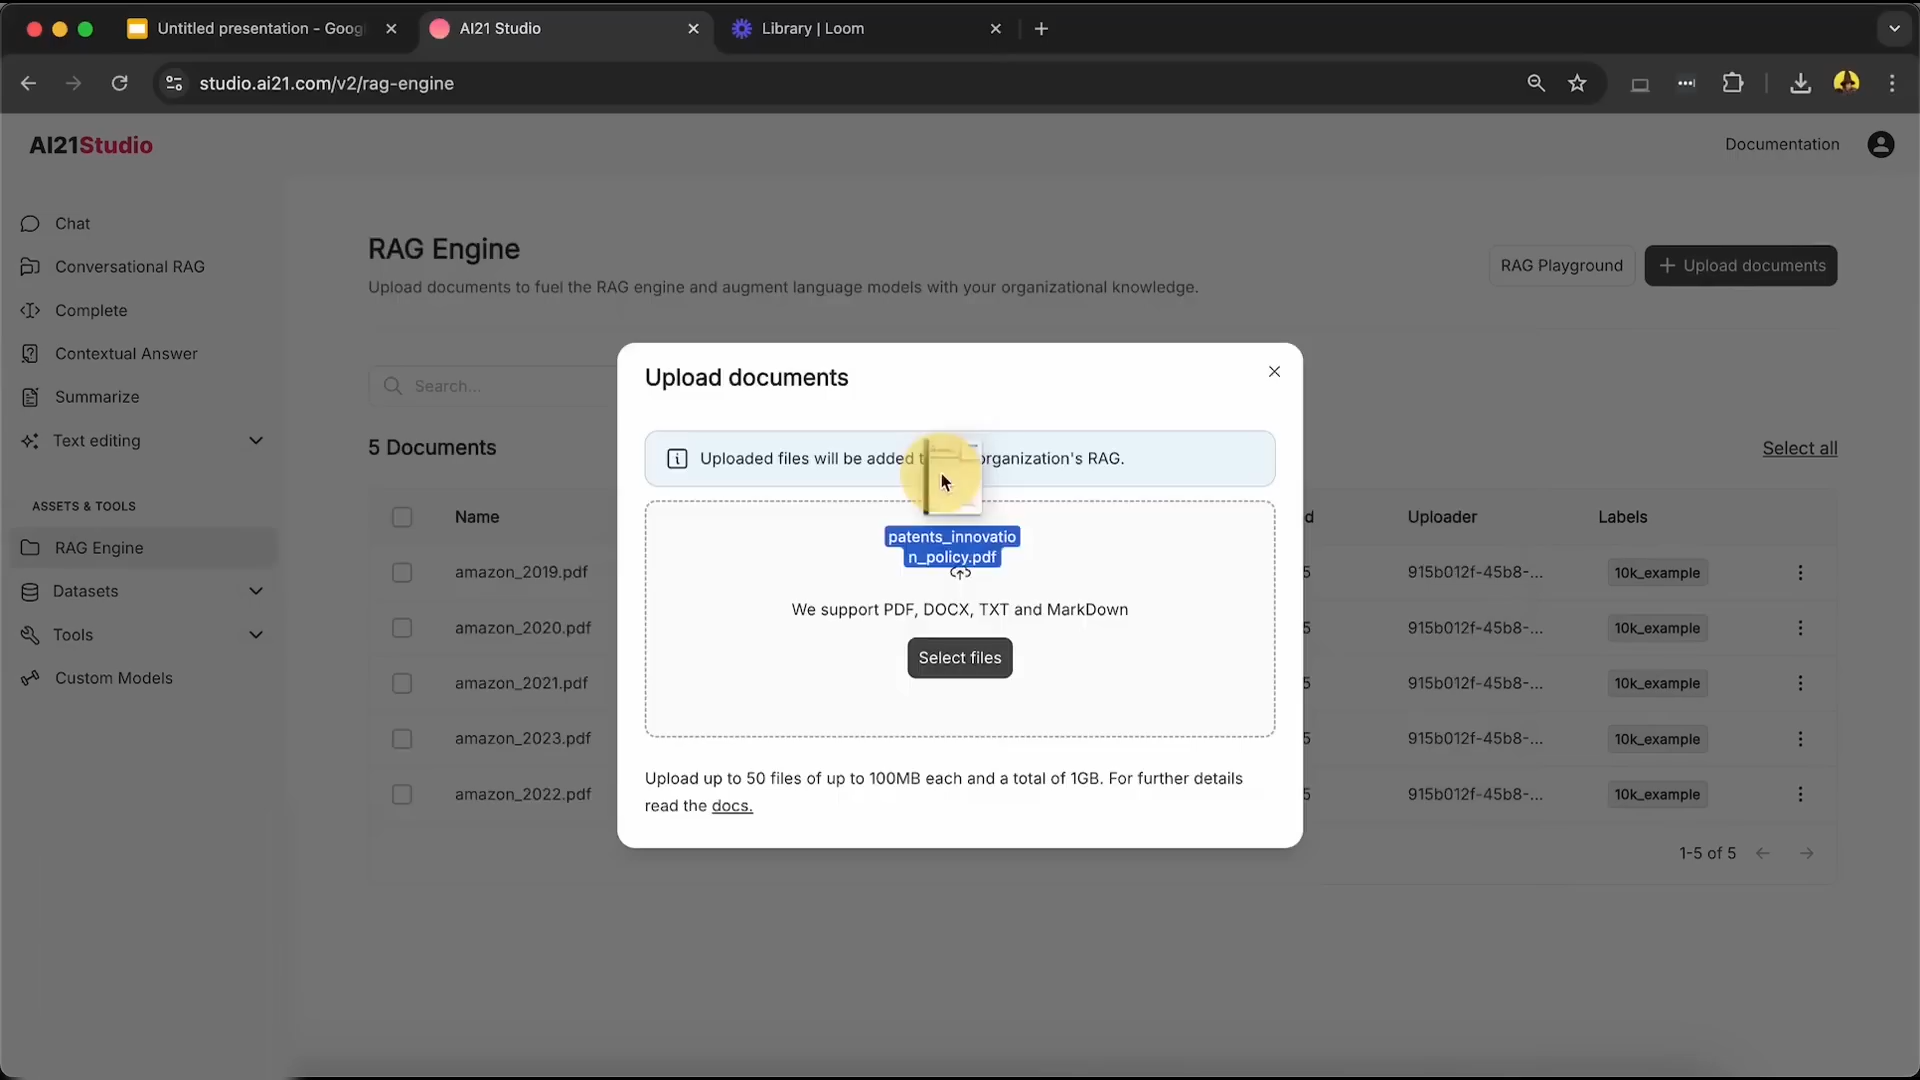 Untitled presentation - Goog
AI21 Studio
Library | Loom
studio.ai21.com/v2/rag-engine
AI21Studio
Documentation
Chat
Conversational RAG
Complete
Contextual Answer
Summarize
Text editing
ASSETS & TOOLS
RAG Engine
Datasets
Tools
Custom Models
RAG Engine
Upload documents to fuel the RAG engine and augment language models with your organizational knowledge.
RAG Playground
+ Upload documents
Search...
5 Documents
Select all
Name
d
Uploader
Labels
amazon_2019.pdf
5
915b012f-45b8-...
10k_example
amazon_2020.pdf
5
915b012f-45b8-...
10k_example
amazon_2021.pdf
5
915b012f-45b8-...
10k_example
amazon_2023.pdf
5
915b012f-45b8-...
10k_example
amazon_2022.pdf
5
915b012f-45b8-...
10k_example
1-5 of 5
Upload documents
Uploaded files will be added t organization's RAG.
patents_innovatio
n_policy.pdf
We support PDF, DOCX, TXT and MarkDown
Select files
Upload up to 50 files of up to 100MB each and a total of 1GB. For further details
read the docs.